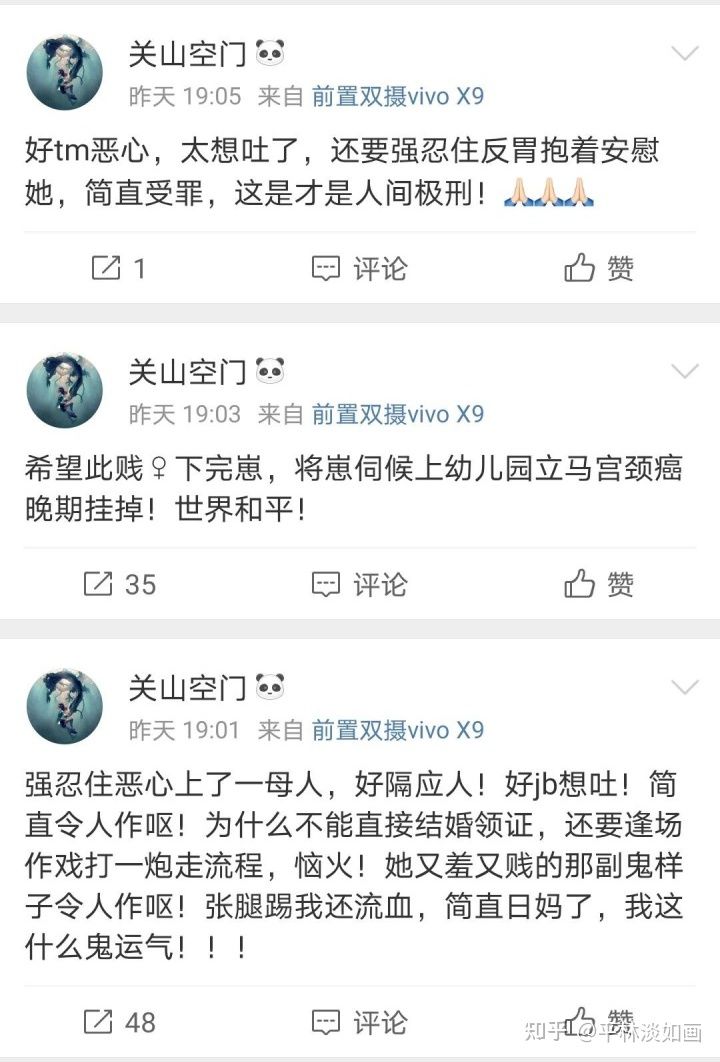 关山空门🐼
昨天 19:05 来自 前置双摄vivo X9
好tm恶心，太想吐了，还要强忍住反胃抱着安慰
她，简直受罪，这是才是人间极刑！🙏🏻🙏🏻🙏🏻
1 评论 赞
关山空门🐼
昨天 19:03 来自 前置双摄vivo X9
希望此贱♀下完崽，将崽伺候上幼儿园立马宫颈癌
晚期挂掉！世界和平！
35 评论 赞
关山空门🐼
昨天 19:01 来自 前置双摄vivo X9
强忍住恶心上了一母人，好隔应人！好jb想吐！简
直令人作呕！为什么不能直接结婚领证，还要逢场
作戏打一炮走流程，恼火！她又羞又贱的那副鬼样
子令人作呕！张腿踢我还流血，简直日妈了，我这
什么鬼运气！！！
48 评论 赞
知乎 @平林淡如画